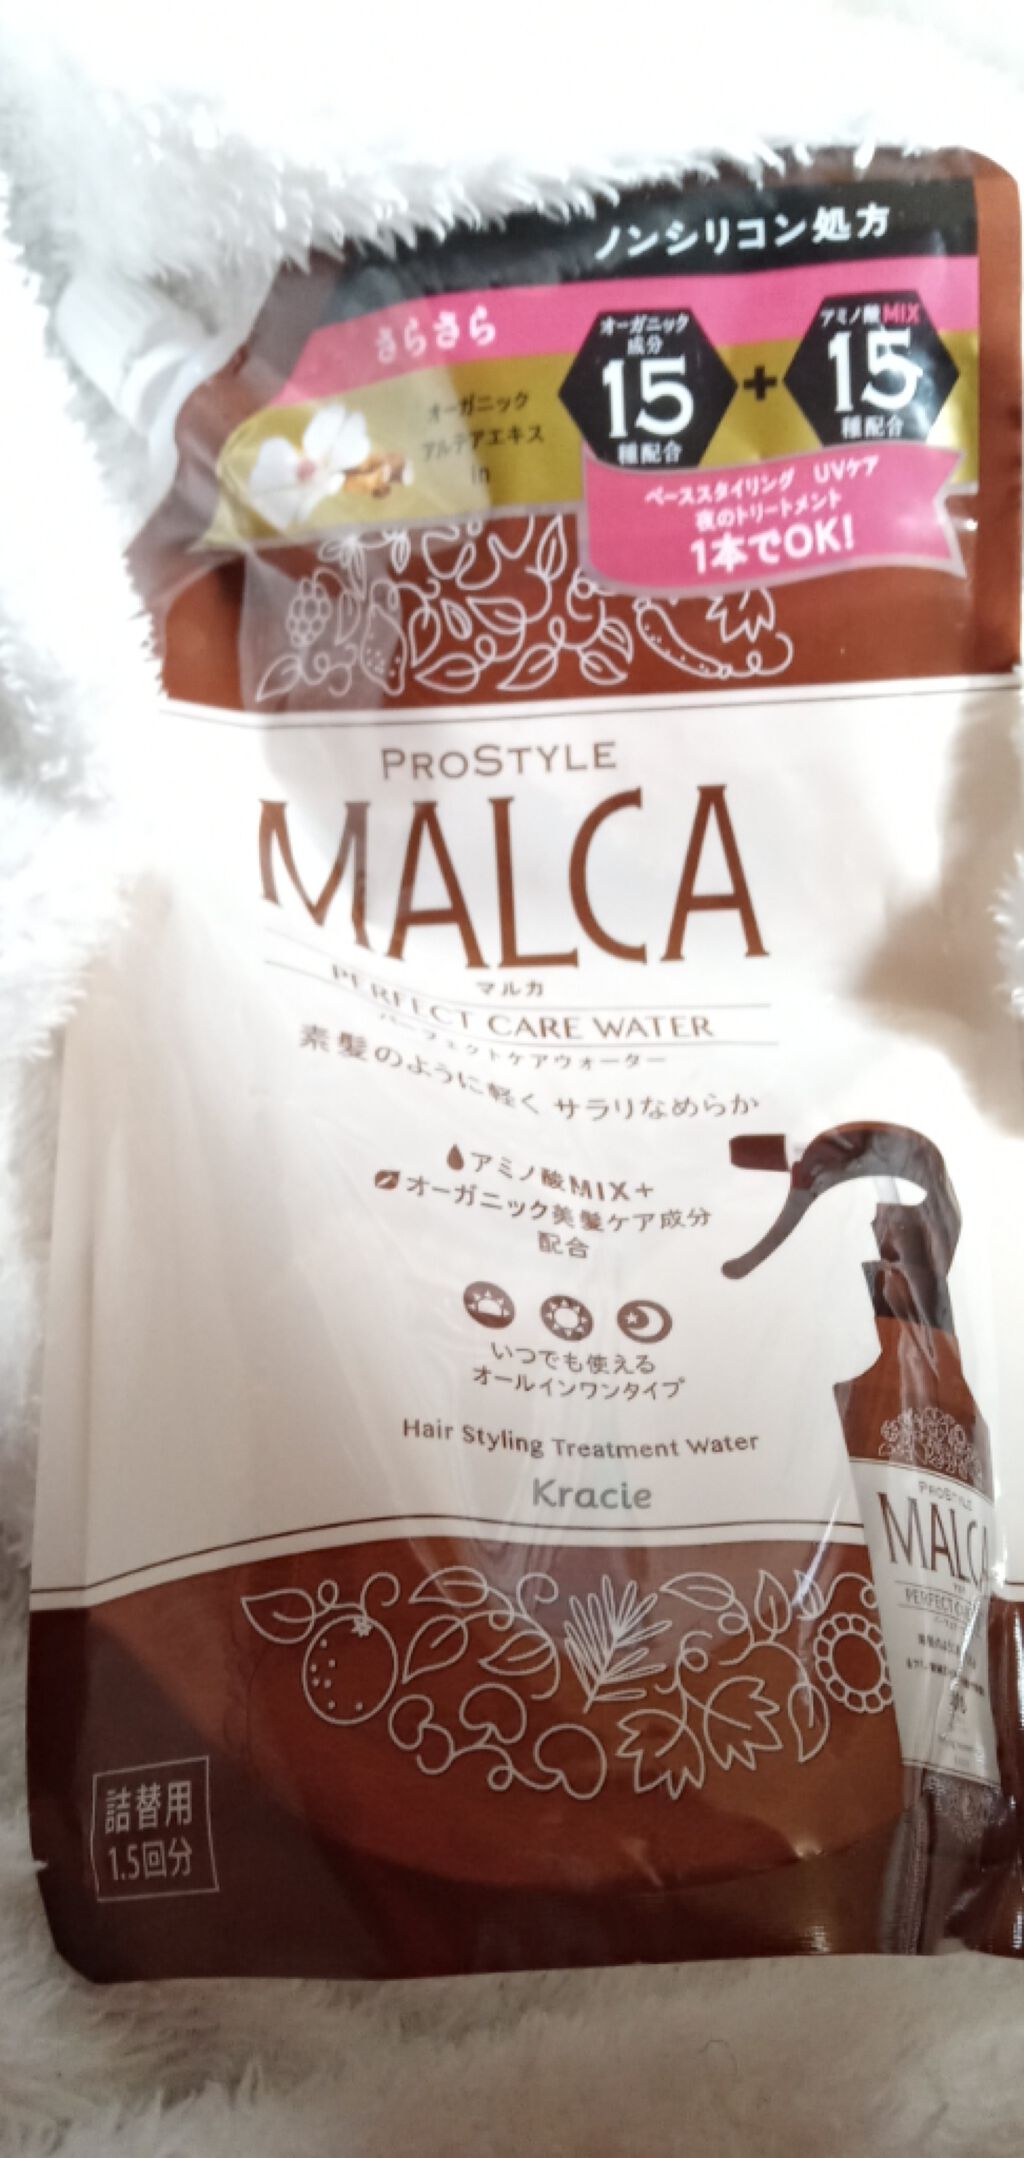 ノンシリコン処方
さらさら
オーガニック
アルテアエキス
in
オーガニック
成分
15
種配合
+
アミノ酸MIX
15
種配合
ベーススタイリング UVケア
夜のトリートメント
1本でOK!
PROSTYLE
MALCA
マルカ
PERFECT CARE WATER
パーフェクトケアウォーター
素髪のように軽く サラリなめらか
アミノ酸MIX+
オーガニック美髪ケア成分
配合
いつでも使える
オールインワンタイプ
Hair Styling Treatment Water
Kracie
PROSTYLE
MALCA
詰替用
1.5回分